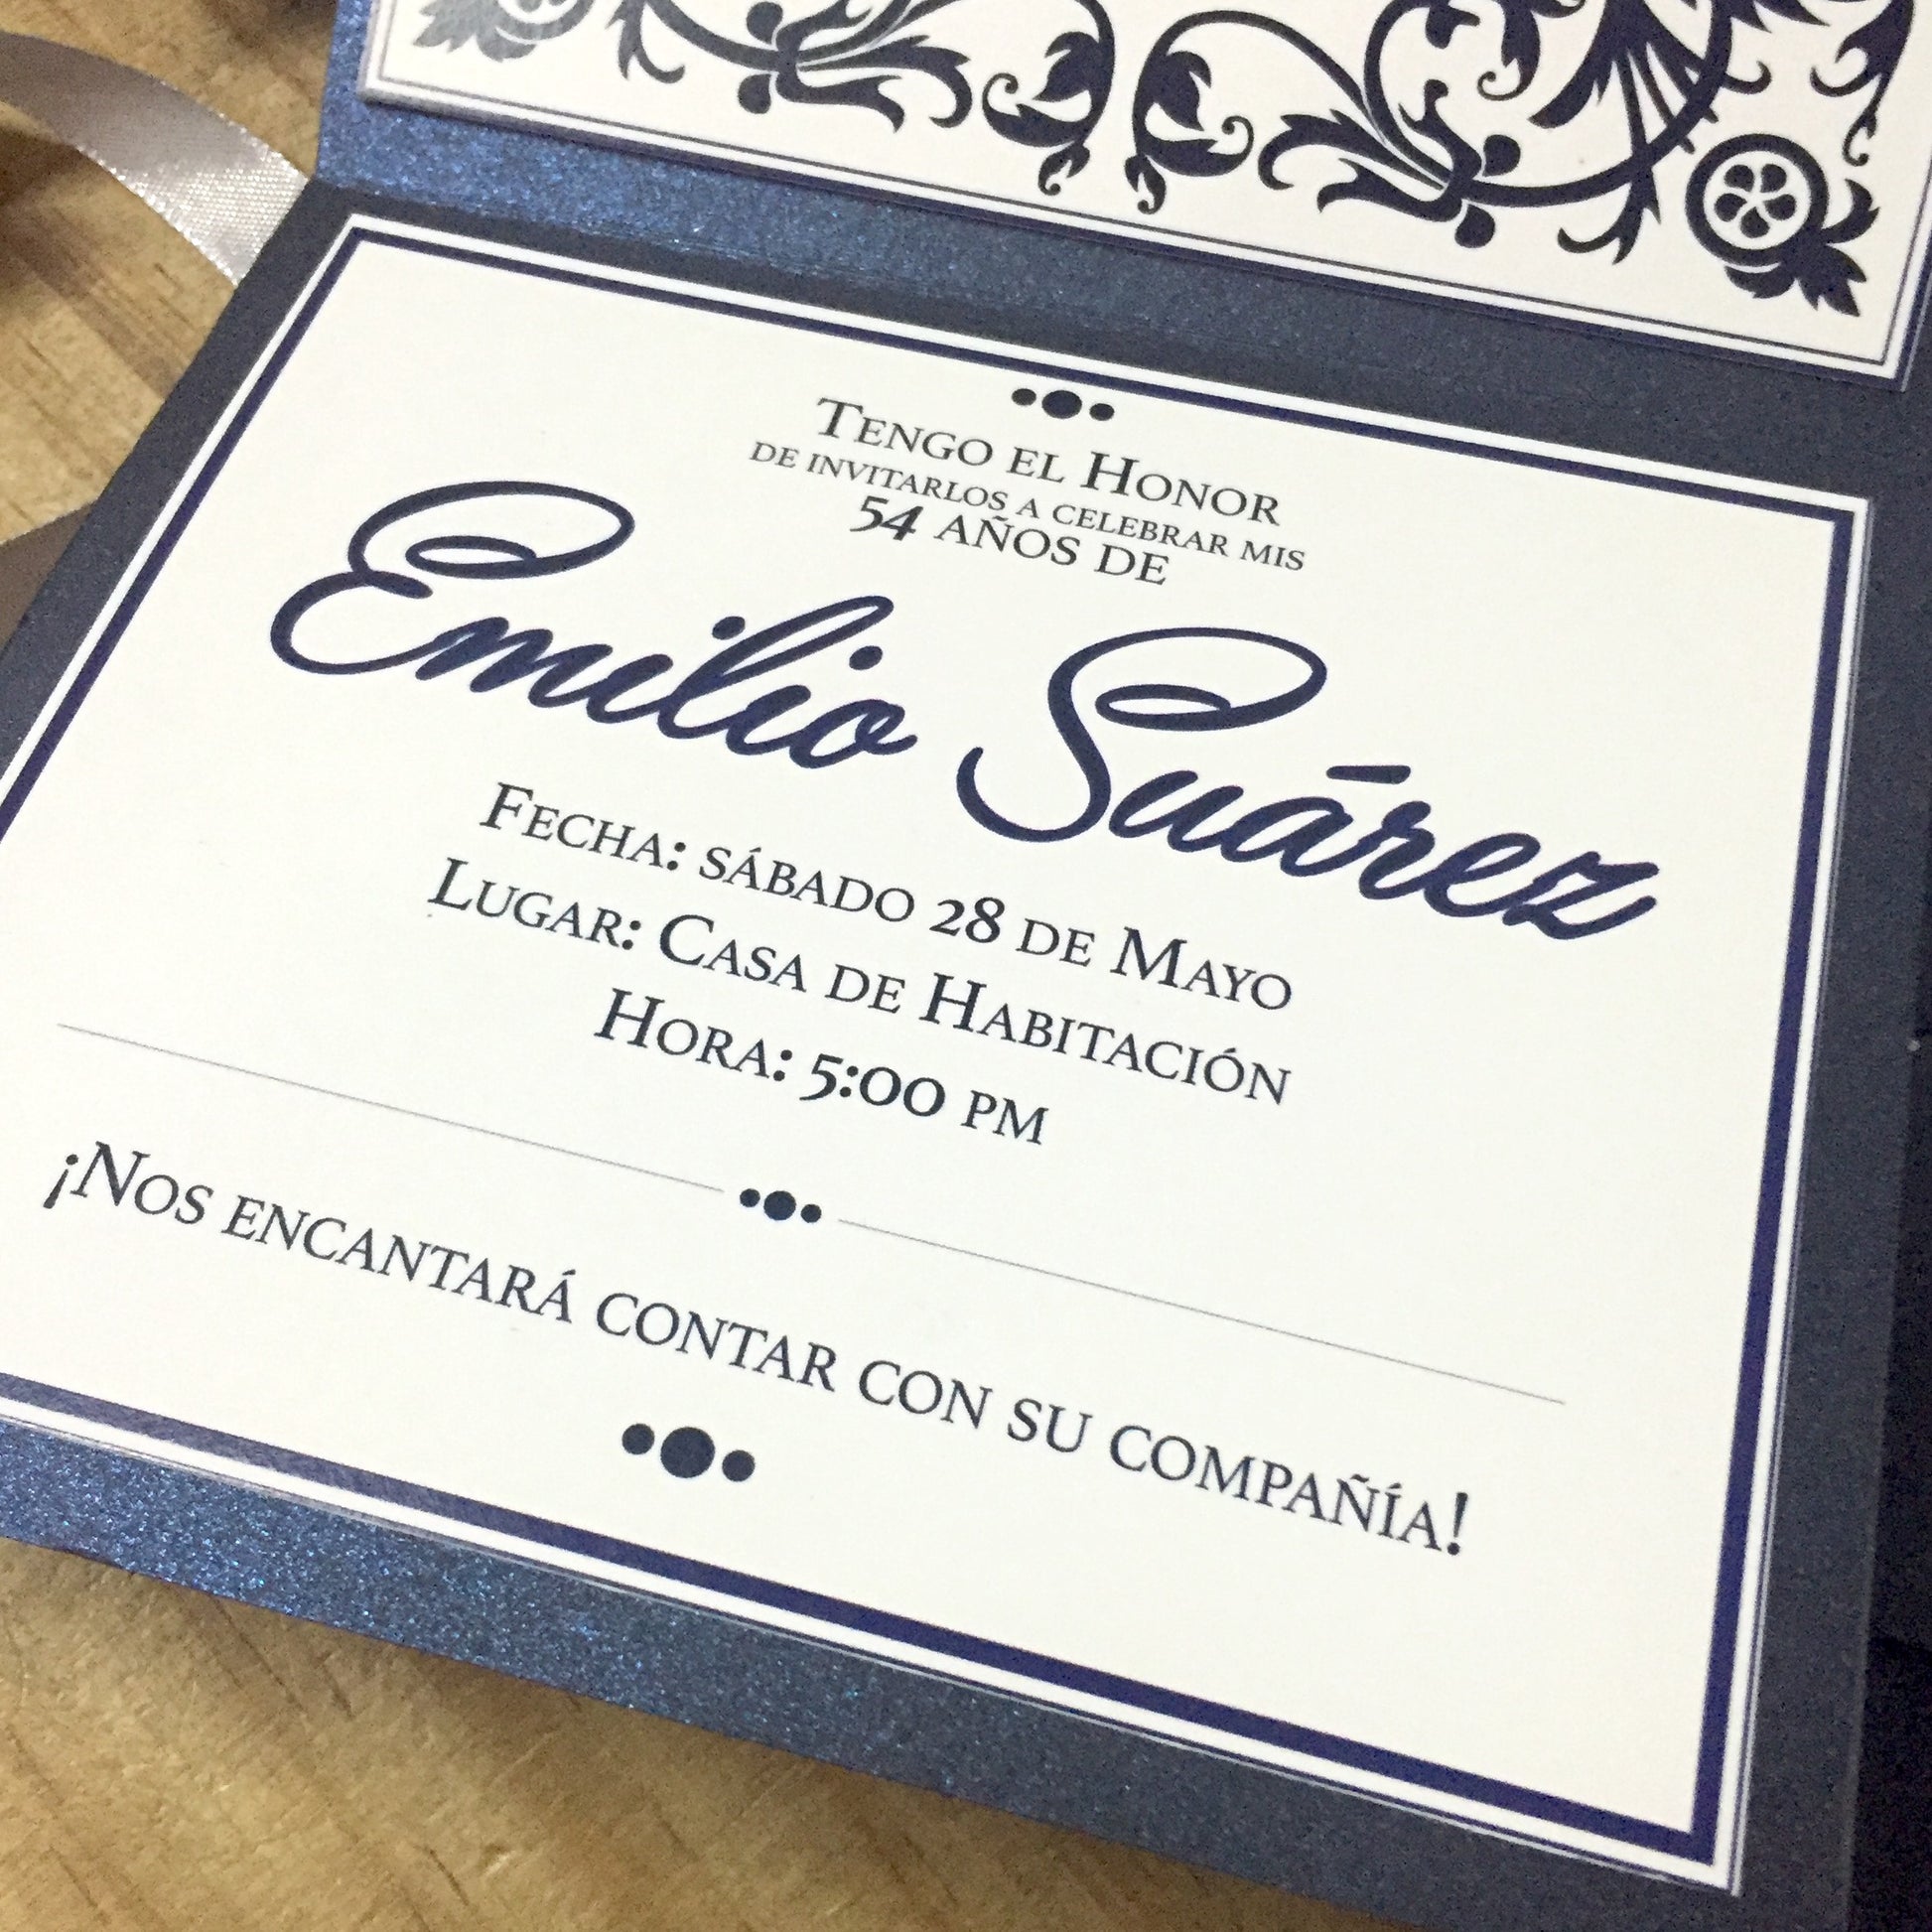 Tengo el Honor
de invitarlos a celebrar mis
54 años de
Emilio Suárez
Fecha: sábado 28 de Mayo
Lugar: Casa de Habitación
Hora: 5:00 pm
¡Nos encantará contar con su compañía!